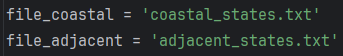 file_coastal = 'coastal_states.txt'
file_adjacent = 'adjacent_states.txt'